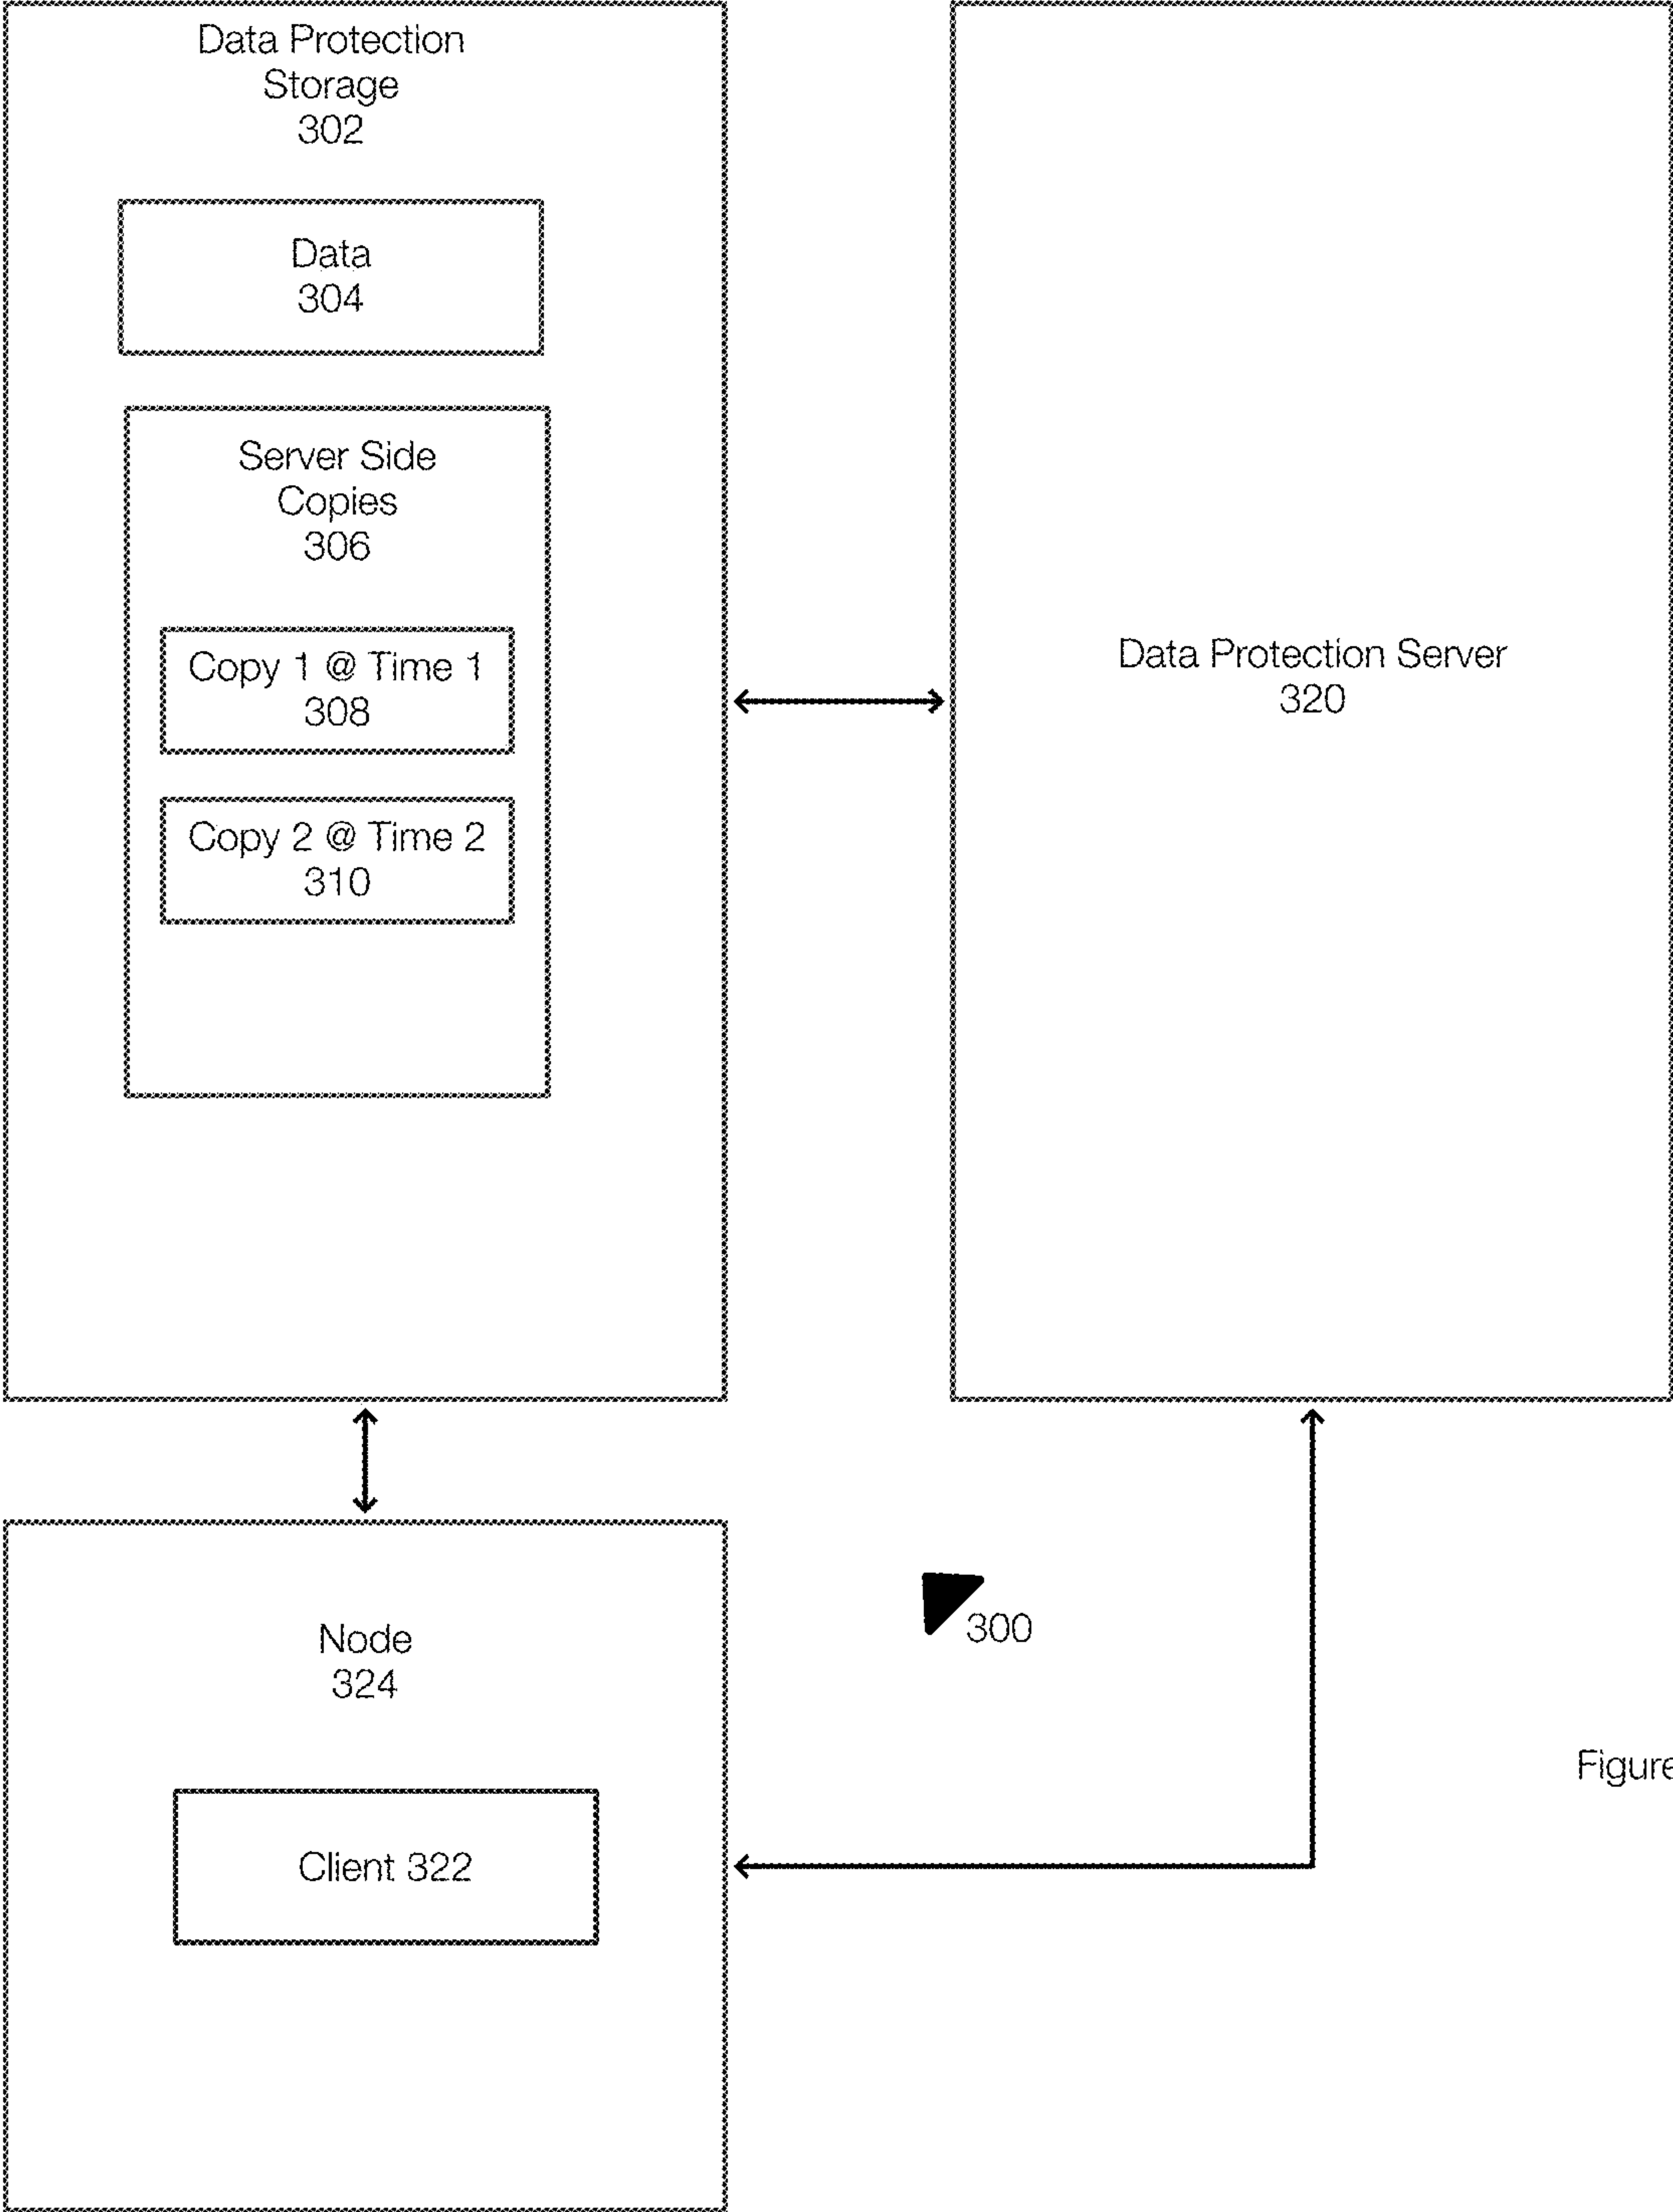 Data Protection
Storage
302
Data
304
Server Side
Copies
306
Copy 1 @ Time 1
308
Copy 2 @ Time 2
310
Data Protection Server
320
Node
324
Client 322
300
Figure